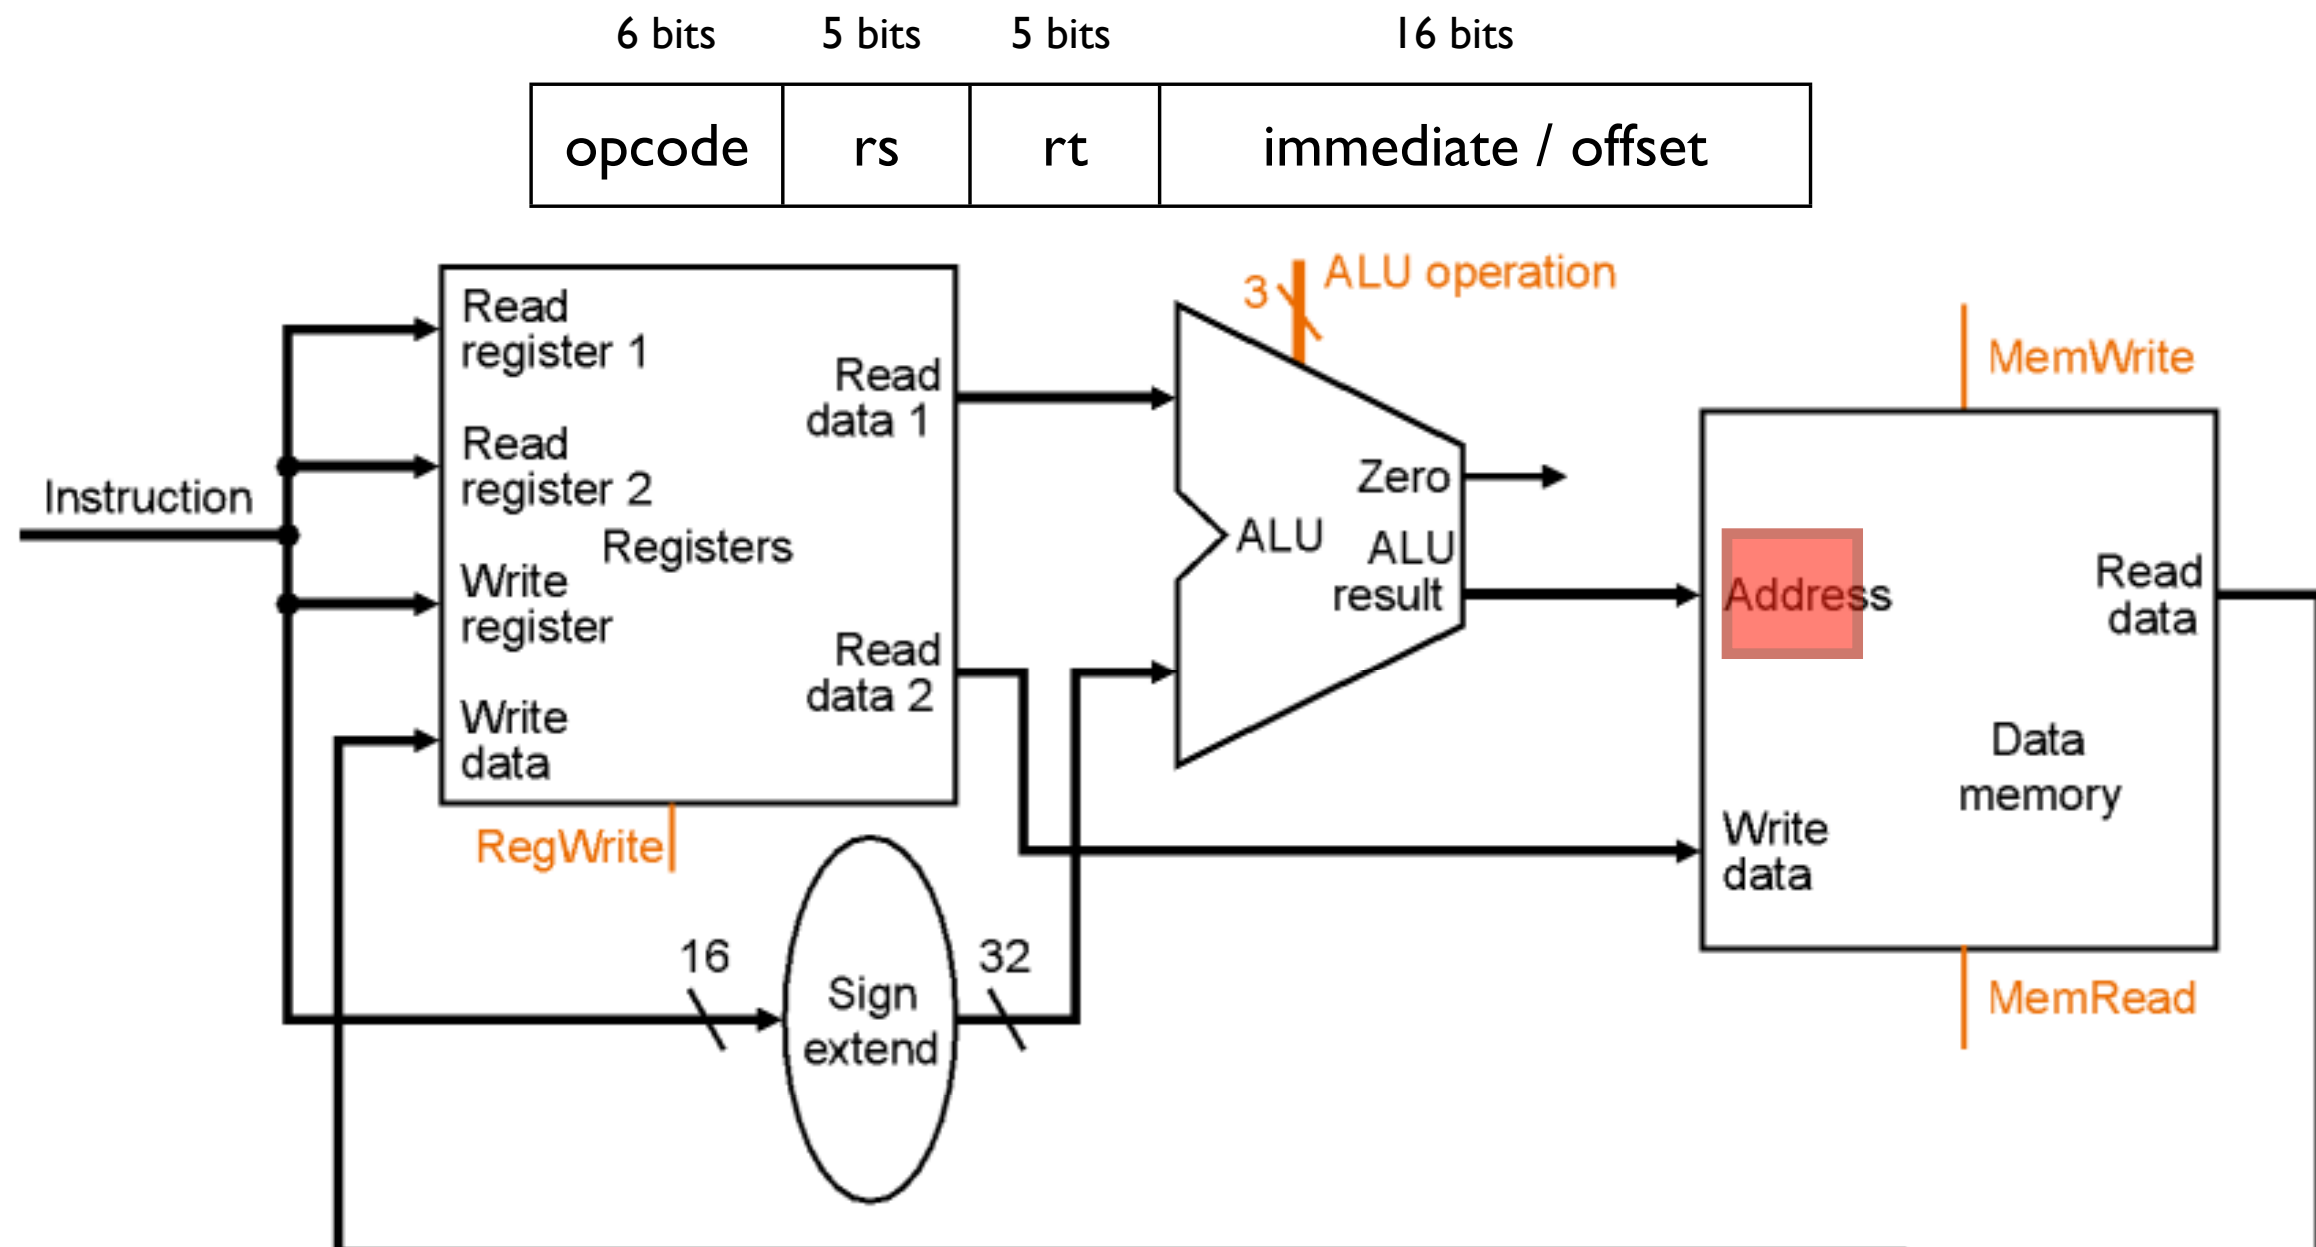 6 bits 5 bits 5 bits 16 bits
opcode rs rt immediate / offset
Instruction
Read
register 1
Read
register 2
Registers
Write
register
Write
data
Read
data 1
Read
data 2
RegWrite
16
Sign
extend
32
3
ALU operation
Zero
ALU
ALU
result
MemWrite
Address
Read
data
Data
memory
Write
data
MemRead